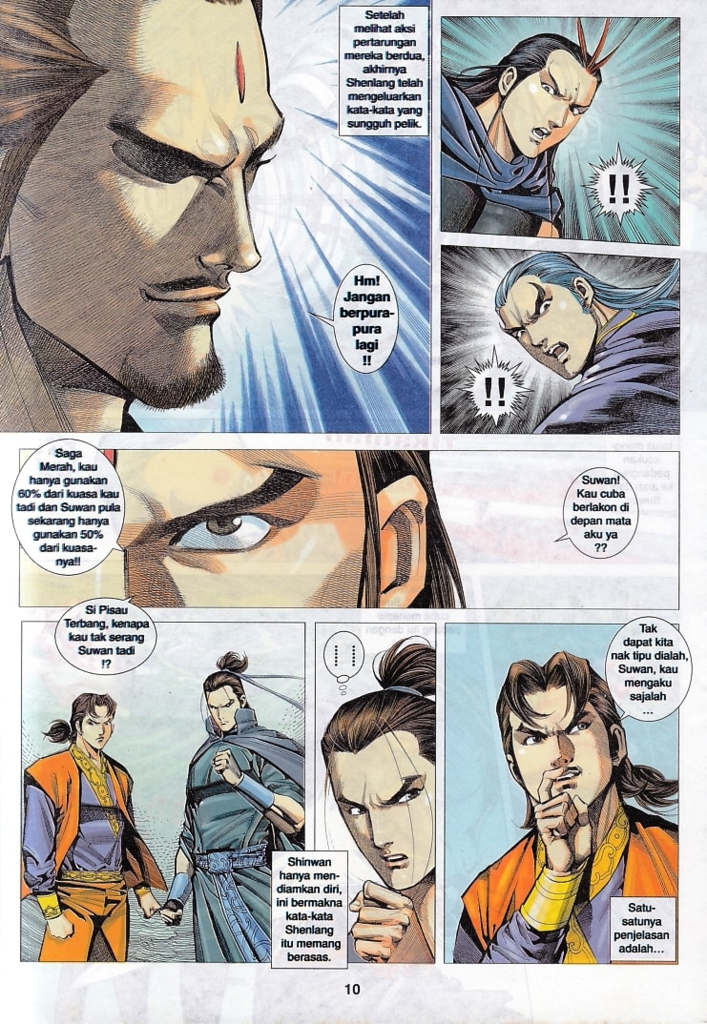 Setelah
melihat aksi
pertarungan
mereka berdua,
akhirnya
Shenlang telah
mengeluarkan
kata-kata yang
sungguh pelik.
!!
Hm!
Jangan
berpura-
pura
lagi
!!
!!
Saga
Merah, kau
hanya gunakan
60% dari kuasa kau
tadi dan Suwan pula
sekarang hanya
gunakan 50%
dari kuasa-
nya!!
Suwan!
Kau cuba
berlakon di
depan mata
aku ya
??
Si Pisau
Terbang, kenapa
kau tak serang
Suwan tadi
!?
Shinwan
hanya men-
diamkan diri,
ini bermakna
kata-kata
Shenlang
itu memang
berasas.
Tak
dapat kita
nak tipu dialah,
Suwan, kau
mengaku
sajalah
...
Satu-
satunya
penjelasan
adalah...
10